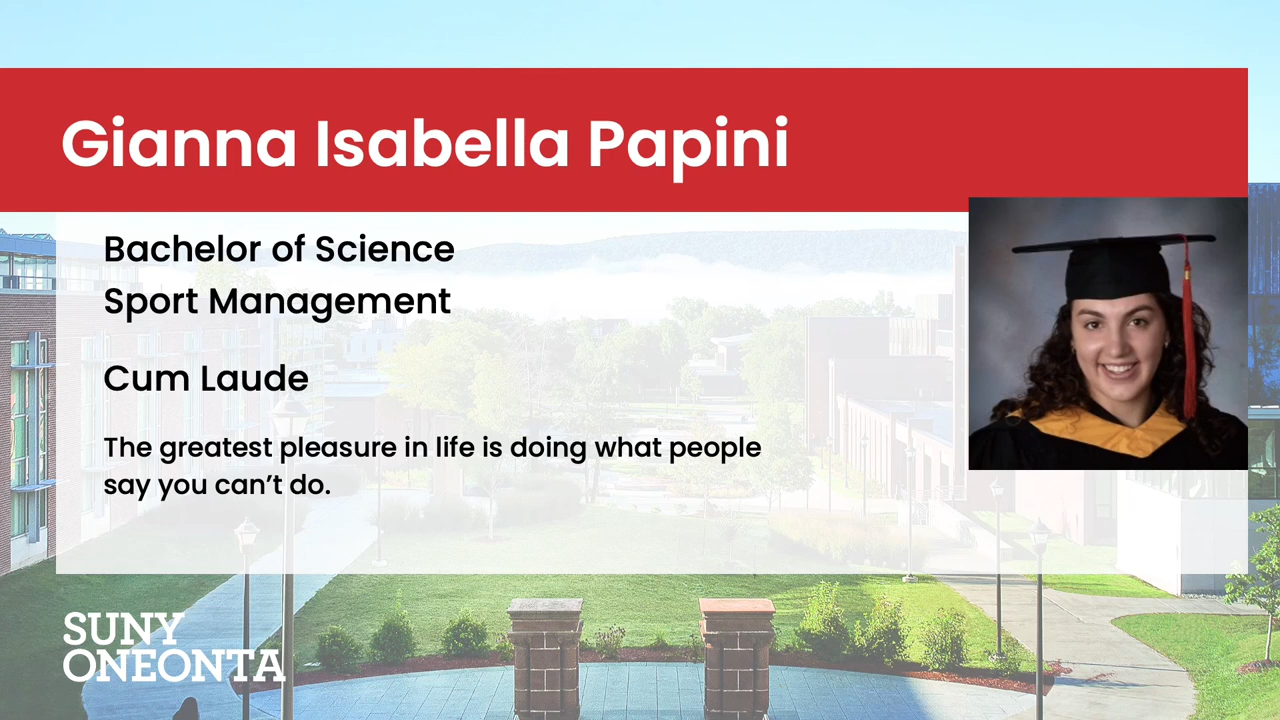 Gianna Isabella Papini
Bachelor of Science
Sport Management
Cum Laude
The greatest pleasure in life is doing what people
say you can’t do.
SUNY
ONEONTA